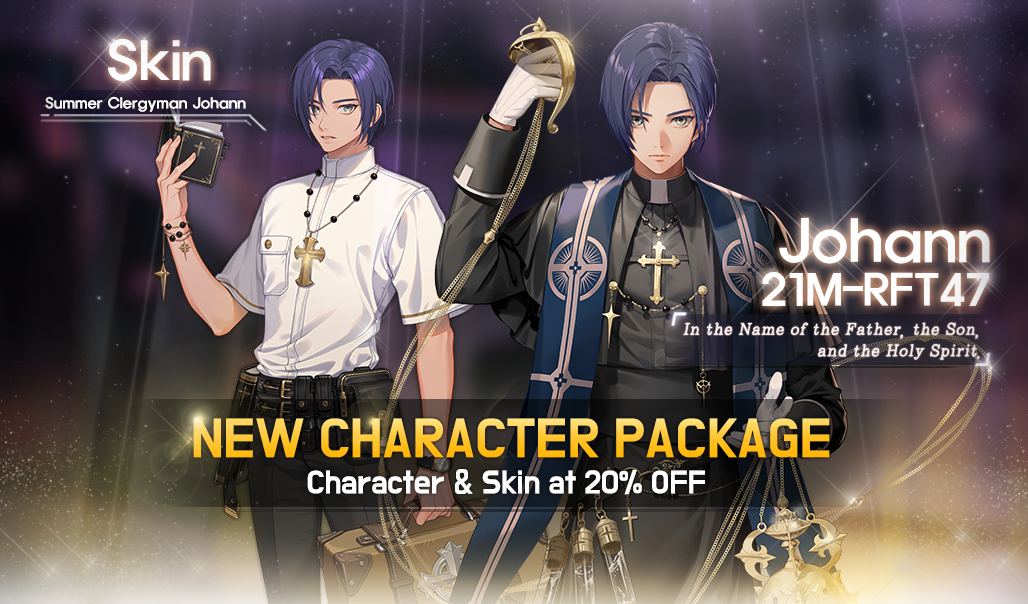 Skin
Summer Clergyman Johann
Johann
21M-RFT47
In the Name of the Father, the Son,
and the Holy Spirit
NEW CHARACTER PACKAGE
Character & Skin at 20% OFF